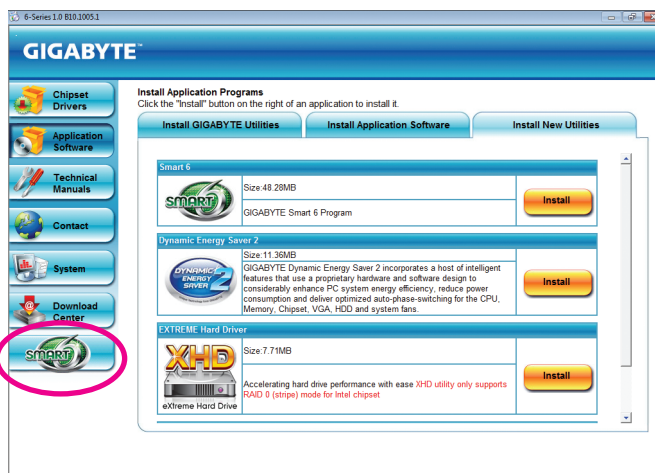 6-Series 1.0 B10.1005.1
GIGABYTE™
Chipset
Drivers
Application
Software
Technical
Manuals
Contact
System
Download
Center
SMART6
Install Application Programs
Click the "Install" button on the right of an application to install it.
Install GIGABYTE Utilities
Install Application Software
Install New Utilities
Smart 6
SMART6
Size:48.28MB
GIGABYTE Smart 6 Program
Install
Dynamic Energy Saver 2
DYNAMIC
ENERGY
SAVER 2
Size:11.36MB
GIGABYTE Dynamic Energy Saver 2 incorporates a host of intelligent
features that use a proprietary hardware and software design to
considerably enhance PC system energy efficiency, reduce power
consumption and deliver optimized auto-phase-switching for the CPU,
Memory, Chipset, VGA, HDD and system fans.
Install
EXTREME Hard Driver
XHD
eXtreme Hard Drive
Size:7.71MB
Accelerating hard drive performance with ease XHD utility only supports
RAID 0 (stripe) mode for Intel chipset
Install